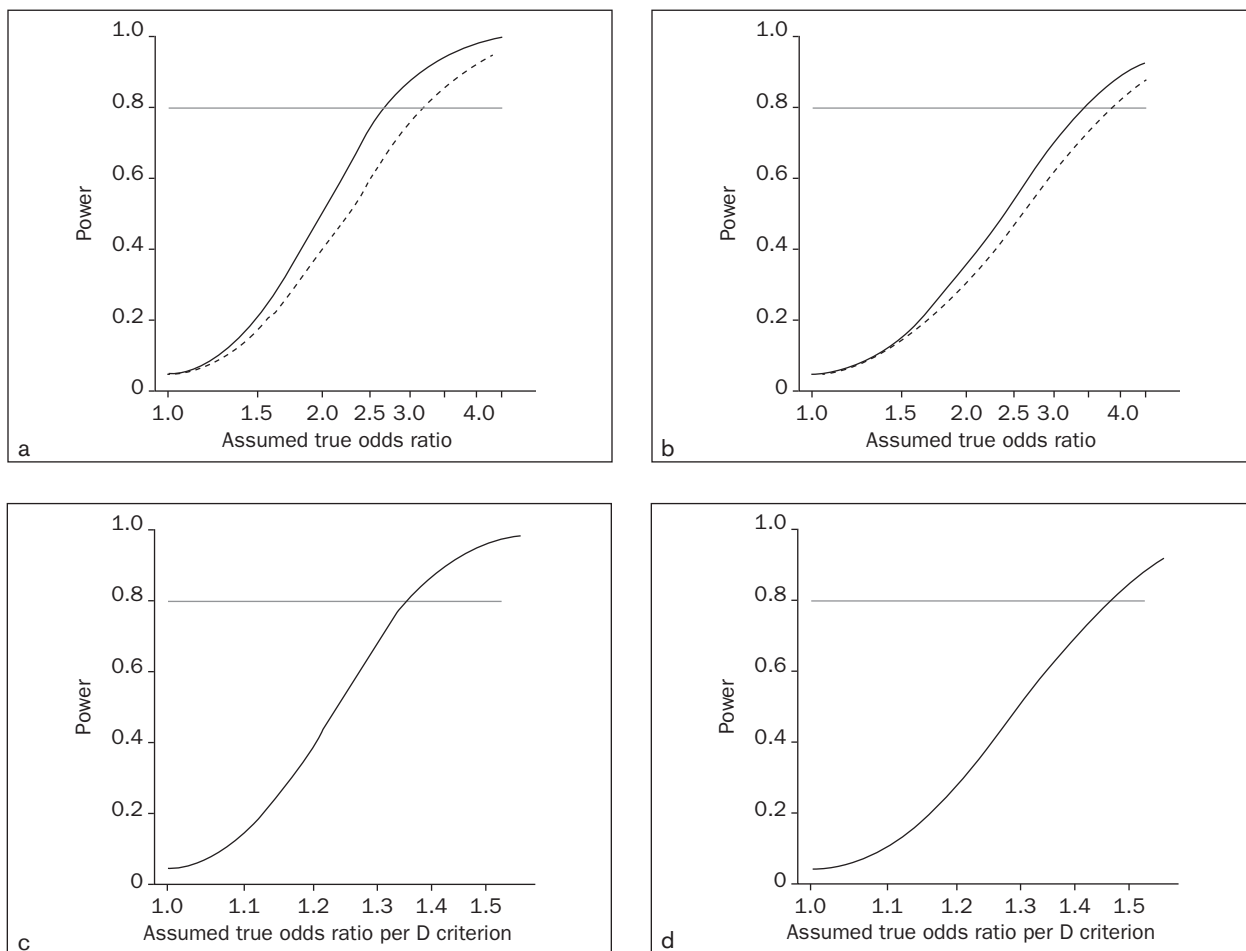 1.0
0.8
0.6
0.4
0.2
0
Power
1.0 1.5 2.0 2.5 3.0 4.0
Assumed true odds ratio
a
1.0
0.8
0.6
0.4
0.2
0
Power
1.0 1.5 2.0 2.5 3.0 4.0
Assumed true odds ratio
b
1.0
0.8
0.6
0.4
0.2
0
Power
1.0 1.1 1.2 1.3 1.4 1.5
Assumed true odds ratio per D criterion
c
1.0
0.8
0.6
0.4
0.2
0
Power
1.0 1.1 1.2 1.3 1.4 1.5
Assumed true odds ratio per D criterion
d